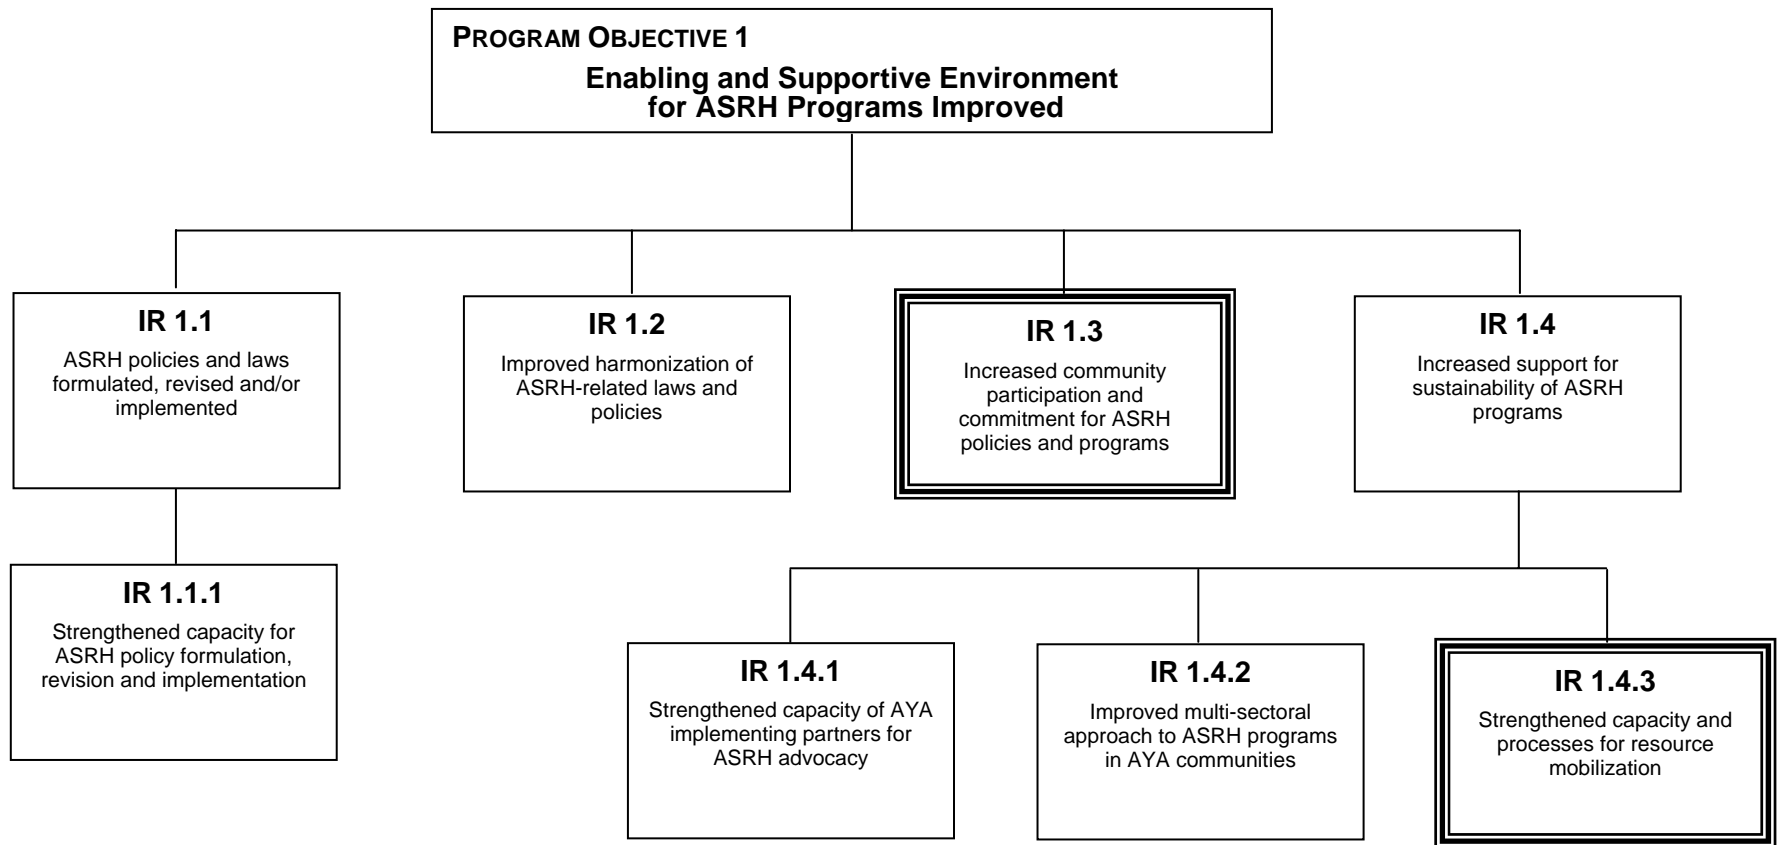 PROGRAM OBJECTIVE 1
Enabling and Supportive Environment
for ASRH Programs Improved
IR 1.1
ASRH policies and laws
formulated, revised and/or
implemented
IR 1.2
Improved harmonization of
ASRH-related laws and
policies
IR 1.3
Increased community
participation and
commitment for ASRH
policies and programs
IR 1.4
Increased support for
sustainability of ASRH
programs
IR 1.1.1
Strengthened capacity for
ASRH policy formulation,
revision and implementation
IR 1.4.1
Strengthened capacity of AYA
implementing partners for
ASRH advocacy
IR 1.4.2
Improved multi-sectoral
approach to ASRH programs
in AYA communities
IR 1.4.3
Strengthened capacity and
processes for resource
mobilization